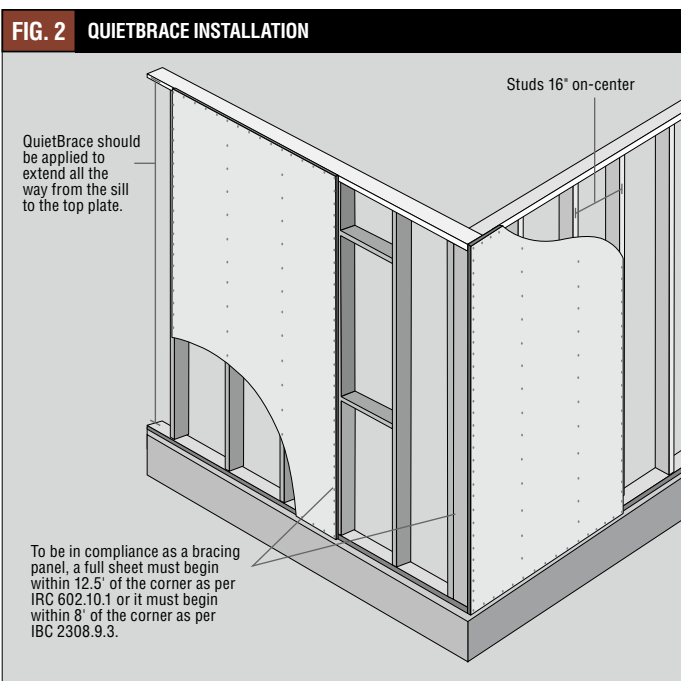 FIG. 2 QUIETBRACE INSTALLATION
Studs 16" on-center
QuietBrace should
be applied to
extend all the
way from the sill
to the top plate.
To be in compliance as a bracing
panel, a full sheet must begin
within 12.5' of the corner as per
IRC 602.10.1 or it must begin
within 8' of the corner as per
IBC 2308.9.3.